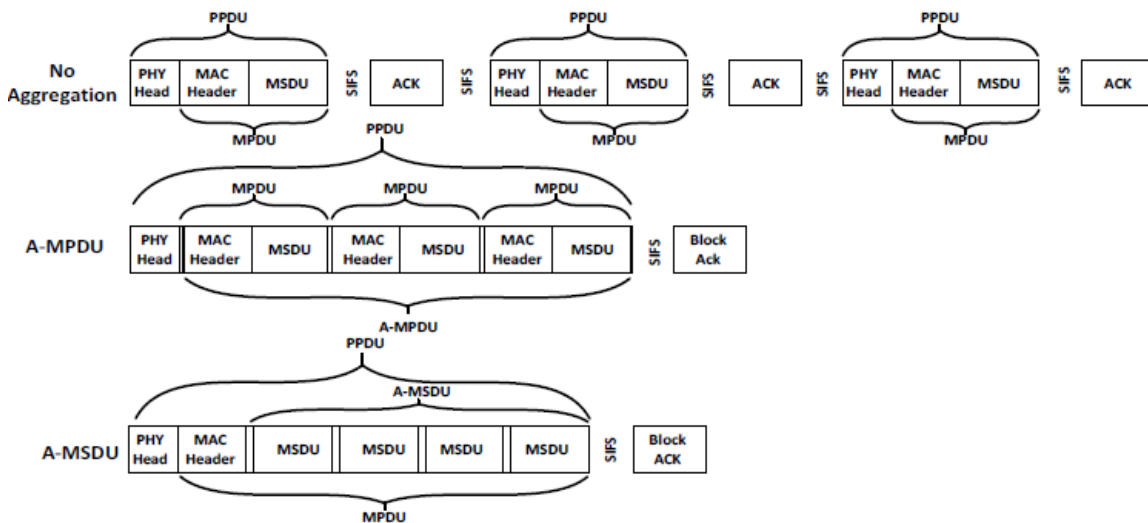 PPDU PPDU PPDU
No Aggregation
PHY Head MAC Header MSDU SIFS ACK SIFS PHY Head MAC Header MSDU SIFS ACK SIFS PHY Head MAC Header MSDU SIFS ACK
MPDU MPDU MPDU
PPDU
MPDU MPDU MPDU
A-MPDU
PHY Head MAC Header MSDU MAC Header MSDU MAC Header MSDU SIFS Block Ack
A-MPDU
PPDU
A-MSDU
A-MSDU
PHY Head MAC Header MSDU MSDU MSDU MSDU SIFS Block ACK
MPDU